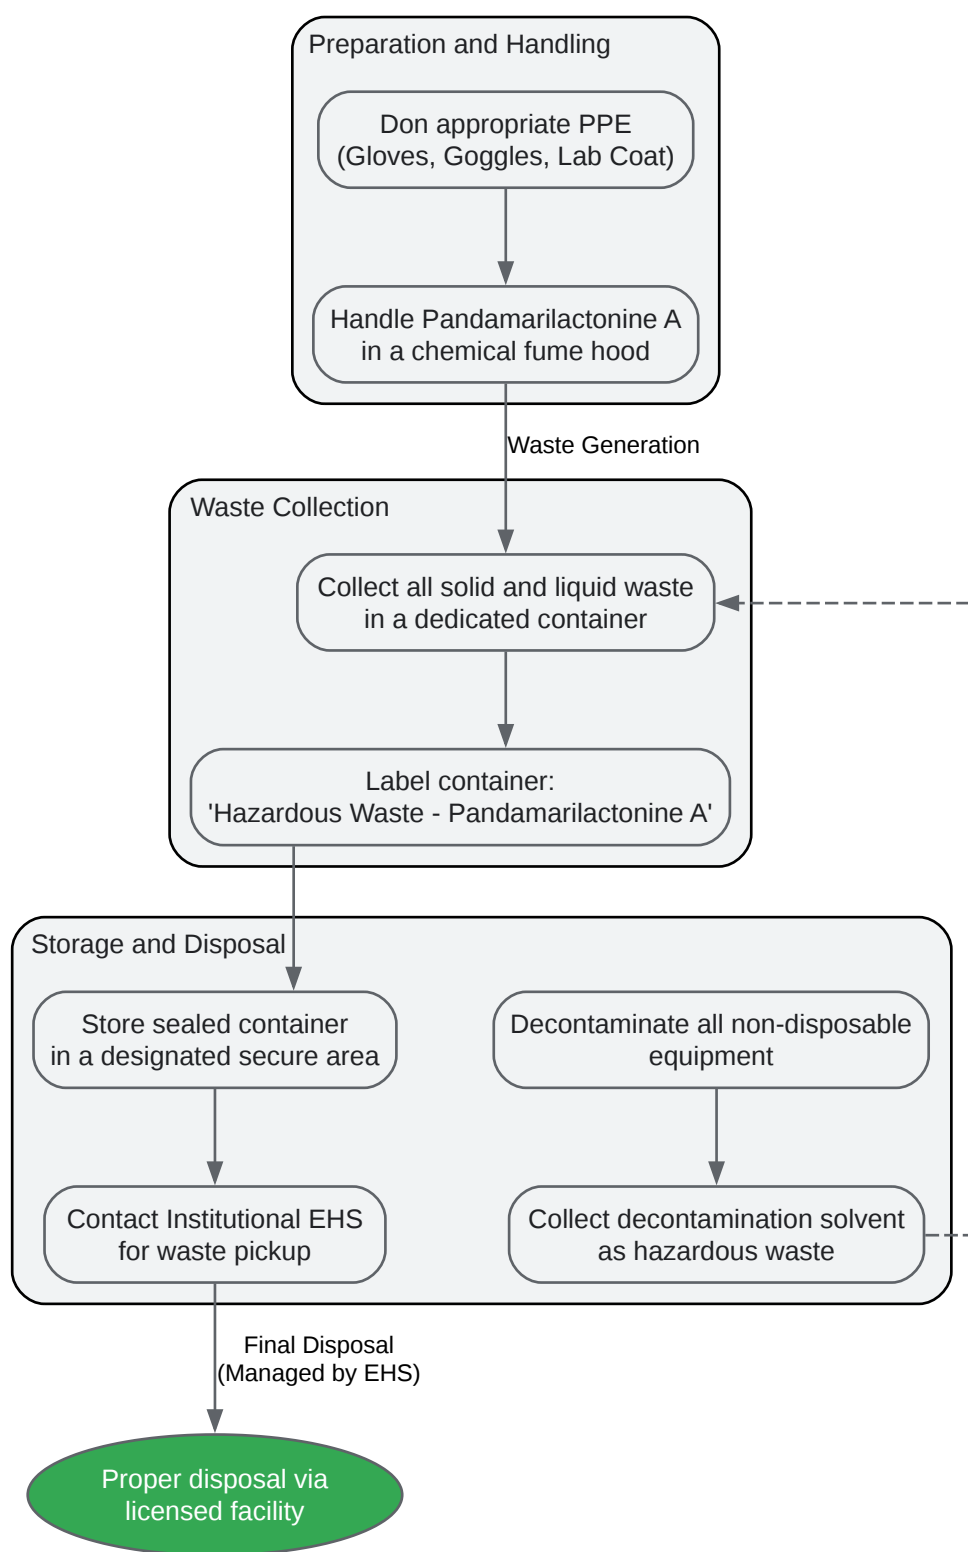 Preparation and Handling
Don appropriate PPE
(Gloves, Goggles, Lab Coat)
Handle Pandamarilactonine A
in a chemical fume hood
Waste Generation
Waste Collection
Collect all solid and liquid waste
in a dedicated container
Label container:
'Hazardous Waste - Pandamarilactonine A'
Storage and Disposal
Store sealed container
in a designated secure area
Decontaminate all non-disposable
equipment
Contact Institutional EHS
for waste pickup
Collect decontamination solvent
as hazardous waste
Final Disposal
(Managed by EHS)
Proper disposal via
licensed facility